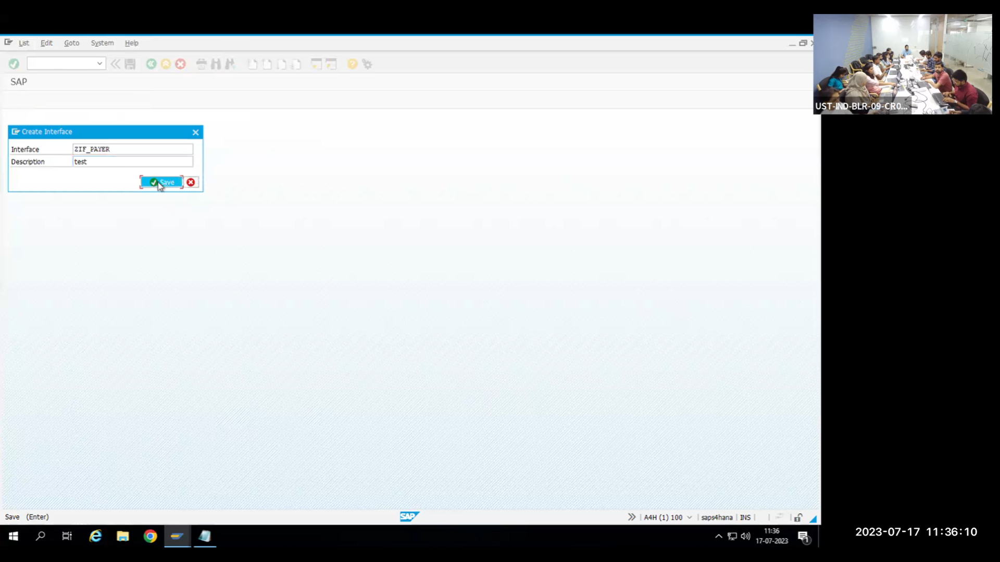 List Edit Goto System Help
SAP
Create Interface
Interface ZIF_PAYER
Description test
Save
UST-IND-BLR-09-CR0...
Save (Enter)
SAP
A4H (1) 100 saps4hana INS
11:36
17-07-2023
1
2023-07-17 11:36:10